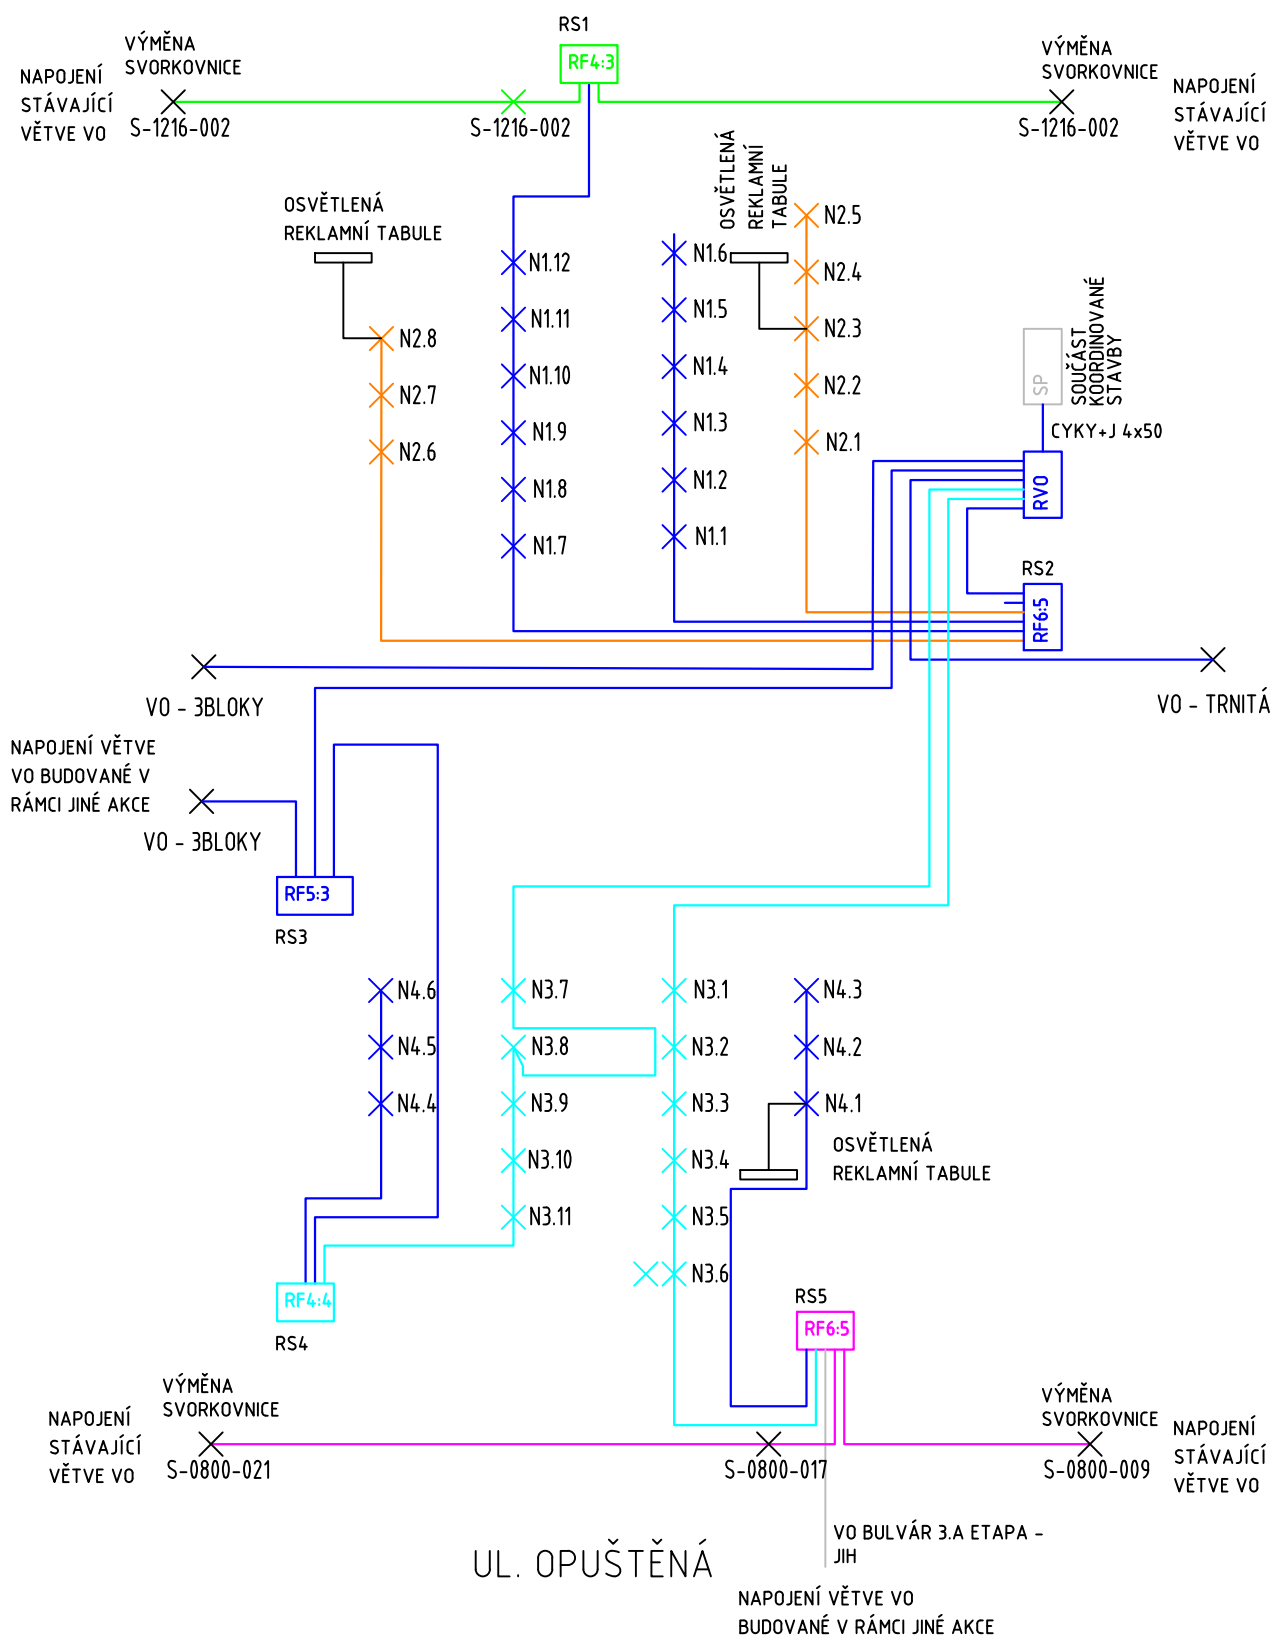 RS1
VÝMĚNA
SVORKOVNICE
RF4:3
VÝMĚNA
SVORKOVNICE
NAPOJENÍ
STÁVAJÍCÍ
VĚTVE VO
NAPOJENÍ
STÁVAJÍCÍ
VĚTVE VO
S-1216-002
S-1216-002
S-1216-002
OSVĚTLENÁ
REKLAMNÍ TABULE
OSVĚTLENÁ
REKLAMNÍ
TABULE
N2.5
N2.4
N2.3
N2.2
N2.1
N1.6
N1.5
N1.4
N1.3
N1.2
N1.1
N1.12
N1.11
N1.10
N1.9
N1.8
N1.7
N2.8
N2.7
N2.6
SP
SOUČÁST
KOORDINOVANÉ
STAVBY
CYKY+J 4x50
RVO
RS2
RF6:5
VO - 3BLOKY
VO - TRNITÁ
NAPOJENÍ VĚTVE
VO BUDOVANÉ V
RÁMCI JINÉ AKCE
VO - 3BLOKY
RF5:3
RS3
N4.6
N4.5
N4.4
N3.7
N3.8
N3.9
N3.10
N3.11
N3.1
N3.2
N3.3
N3.4
N3.5
N3.6
N4.3
N4.2
N4.1
OSVĚTLENÁ
REKLAMNÍ TABULE
RF4:4
RS4
RS5
RF6:5
VÝMĚNA
SVORKOVNICE
VÝMĚNA
SVORKOVNICE
NAPOJENÍ
STÁVAJÍCÍ
VĚTVE VO
NAPOJENÍ
STÁVAJÍCÍ
VĚTVE VO
S-0800-021
S-0800-017
S-0800-009
UL. OPUŠTĚNÁ
VO BULVÁR 3.A ETAPA -
JIH
NAPOJENÍ VĚTVE VO
BUDOVANÉ V RÁMCI JINÉ AKCE